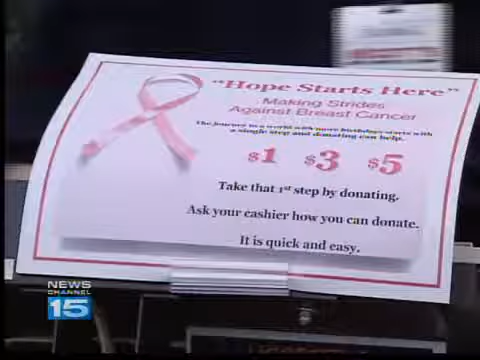 "Hope Starts Here"
Making Strides
Against Breast Cancer
The journey to a world with more birthdays starts with
a single step and donating can help.
$1 $3 $5
Take that 1st step by donating.
Ask your cashier how you can donate.
It is quick and easy.
NEWS
CHANNEL
15